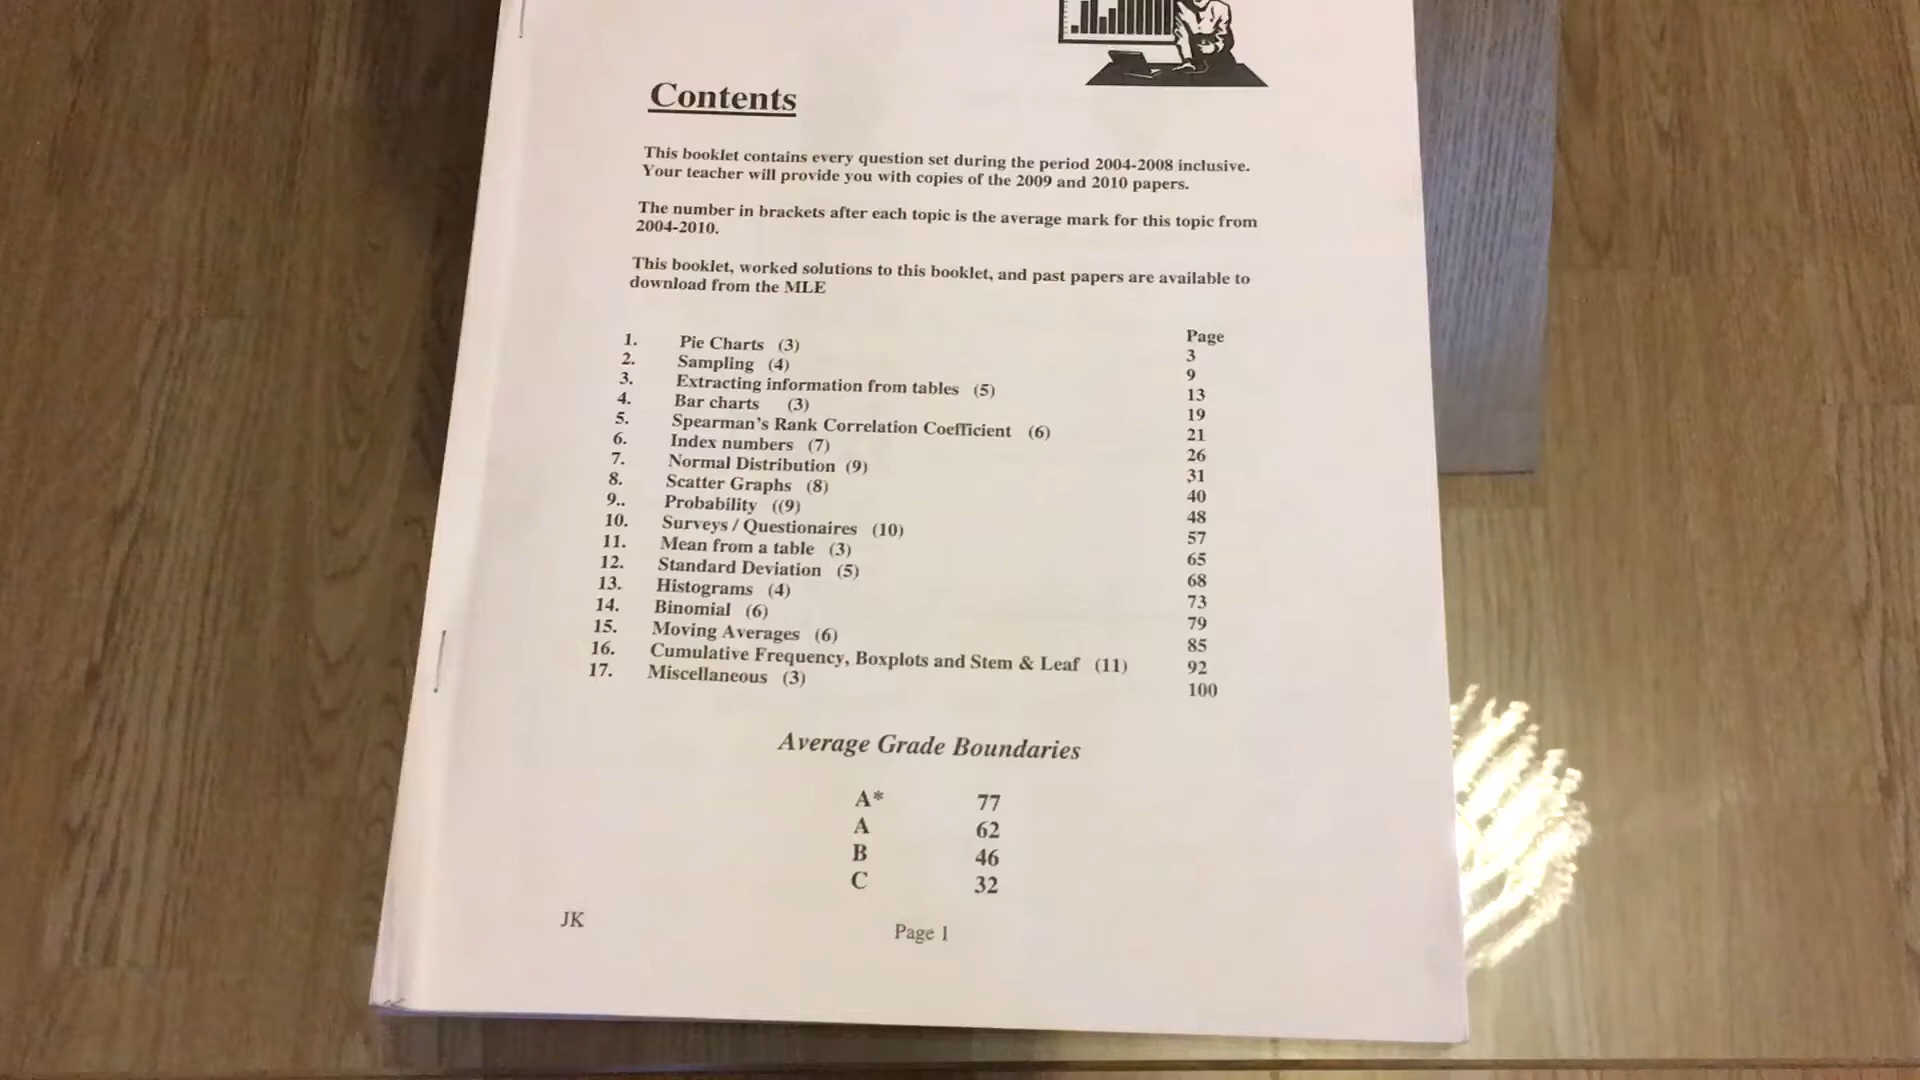 Contents
This booklet contains every question set during the period 2004-2008 inclusive.
Your teacher will provide you with copies of the 2009 and 2010 papers.
The number in brackets after each topic is the average mark for this topic from
2004-2010.
This booklet, worked solutions to this booklet, and past papers are available to
download from the MLE
Page
1. Pie Charts (3) 3
2. Sampling (4) 9
3. Extracting information from tables (5) 13
4. Bar charts (3) 19
5. Spearman's Rank Correlation Coefficient (6) 21
6. Index numbers (7) 26
7. Normal Distribution (9) 31
8. Scatter Graphs (8) 40
9.. Probability ((9) 48
10. Surveys / Questionaires (10) 57
11. Mean from a table (3) 65
12. Standard Deviation (5) 68
13. Histograms (4) 73
14. Binomial (6) 79
15. Moving Averages (6) 85
16. Cumulative Frequency, Boxplots and Stem & Leaf (11) 92
17. Miscellaneous (3) 100
Average Grade Boundaries
A* 77
A 62
B 46
C 32
JK Page 1